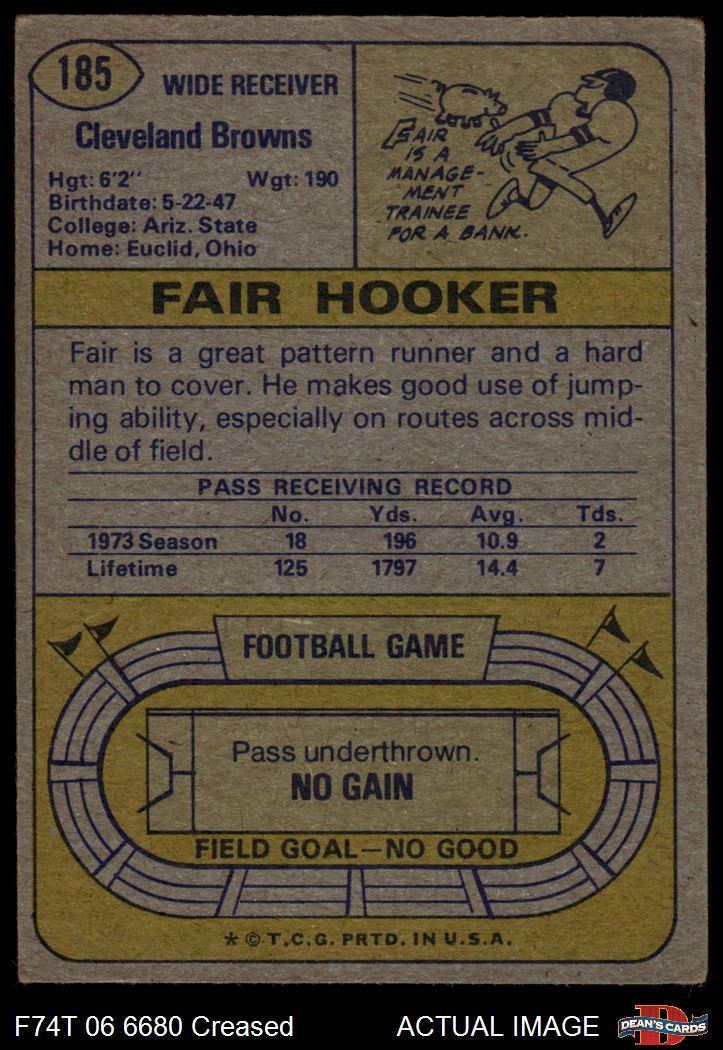 185
WIDE RECEIVER
Cleveland Browns
Hgt: 6'2" Wgt: 190
Birthdate: 5-22-47
College: Ariz. State
Home: Euclid, Ohio
FAIR
IS A
MANAGE-
MENT
TRAINEE
FOR A BANK.
FAIR HOOKER
Fair is a great pattern runner and a hard
man to cover. He makes good use of jump-
ing ability, especially on routes across mid-
dle of field.
PASS RECEIVING RECORD
No. Yds. Avg. Tds.
1973 Season 18 196 10.9 2
Lifetime 125 1797 14.4 7
FOOTBALL GAME
Pass underthrown.
NO GAIN
FIELD GOAL—NO GOOD
* © T.C.G. PRTD. IN U.S.A.
F74T 06 6680 Creased ACTUAL IMAGE
D
DEAN'S CARDS